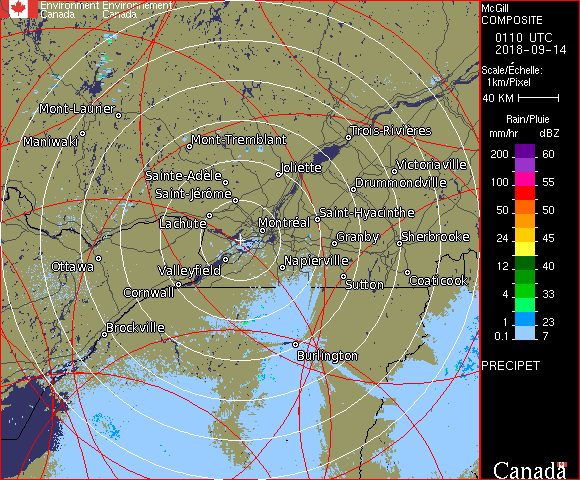 Environment Environnement
Canada Canada
McGill
COMPOSITE
0110 UTC
2018-09-14
Scale/Échelle:
1km/Pixel
40 KM
Rain/Pluie
mm/hr dBZ
200 60
150 57
100 55
50 50
24 45
12 40
4 33
1 23
0.1 7
PRECIPET
Canada
Mont-Laurier
Maniwaki
Mont-Tremblant
Trois-Rivières
Joliette
Victoriaville
Sainte-Adèle
Drummondville
Saint-Jérôme
Lachute
Saint-Hyacinthe
Montréal
Granby
Sherbrooke
Ottawa
Valleyfield
Napierville
Cornwall
Sutton
Coaticook
Brockville
Burlington